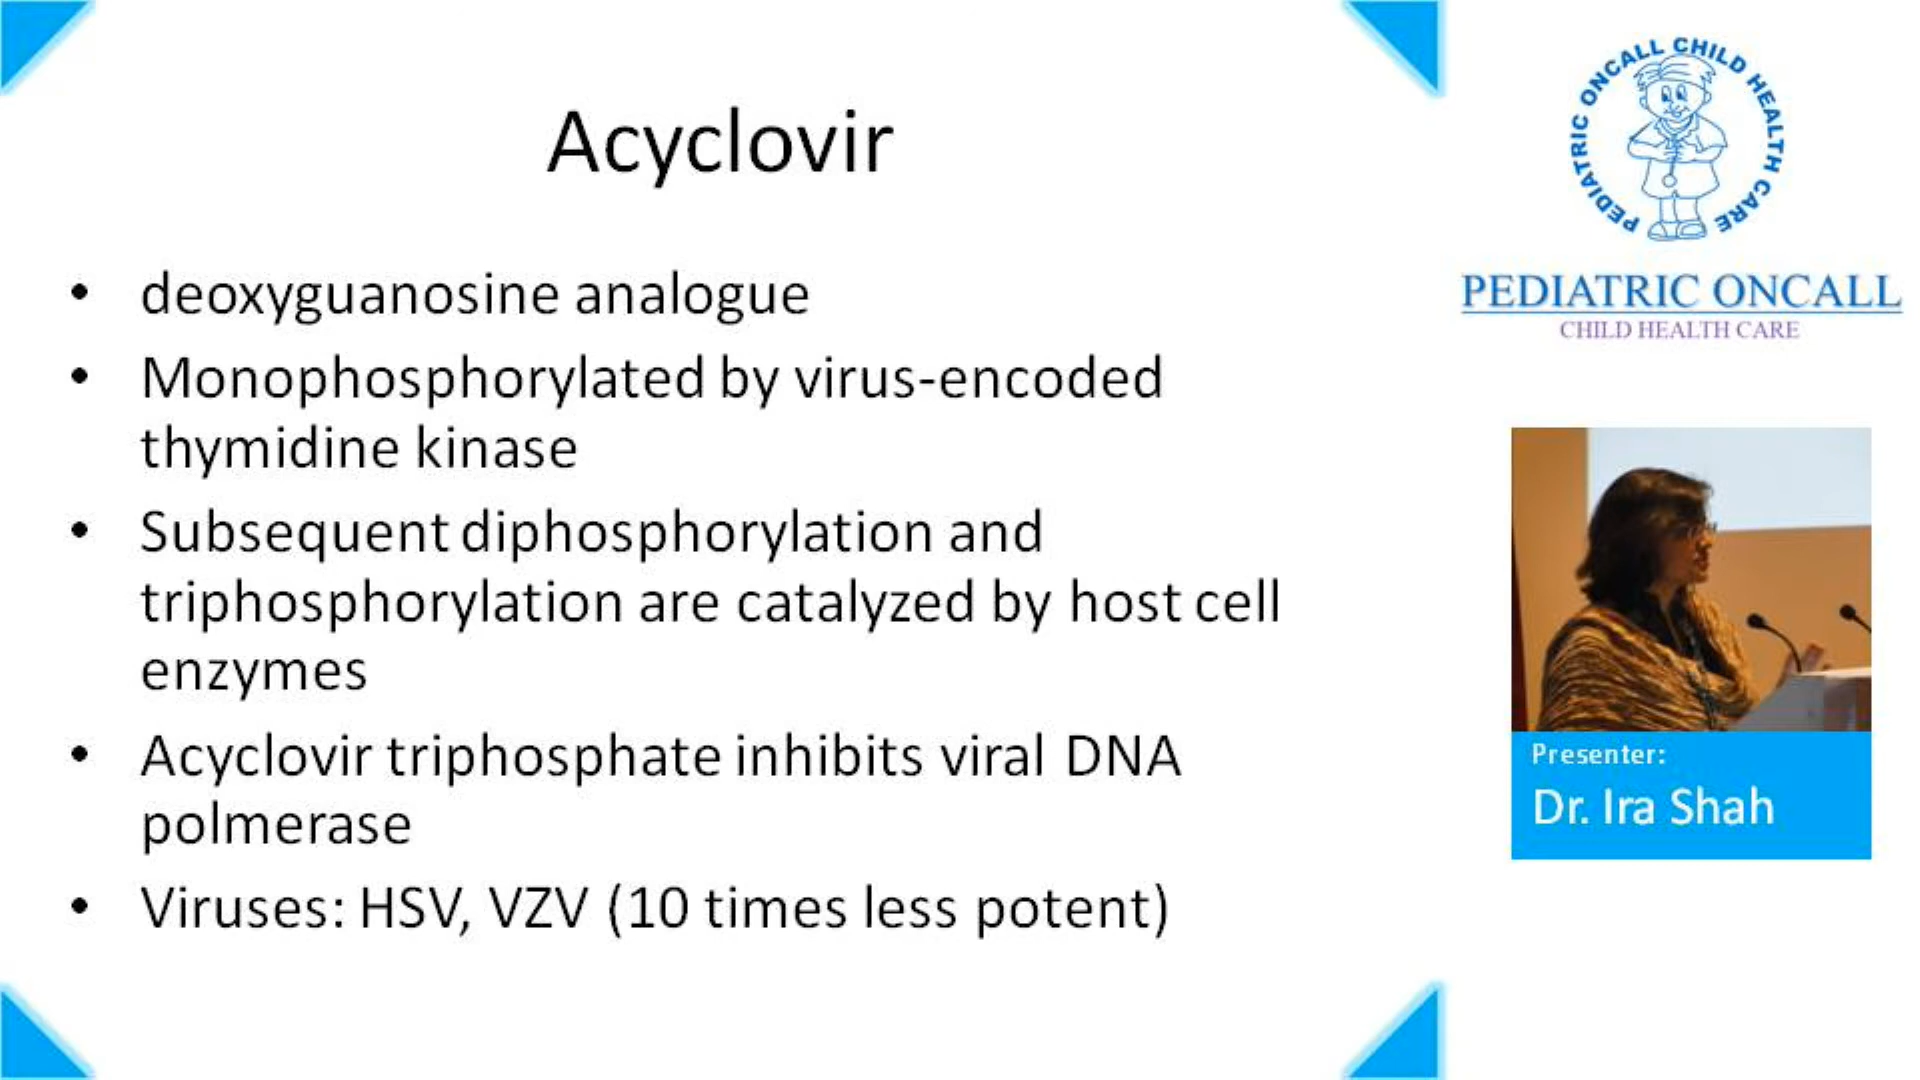 Acyclovir
• deoxyguanosine analogue
• Monophosphorylated by virus-encoded
thymidine kinase
• Subsequent diphosphorylation and
triphosphorylation are catalyzed by host cell
enzymes
• Acyclovir triphosphate inhibits viral DNA
polmerase
• Viruses: HSV, VZV (10 times less potent)
PEDIATRIC ONCALL CHILD HEALTH CARE
PEDIATRIC ONCALL
CHILD HEALTH CARE
Presenter:
Dr. Ira Shah